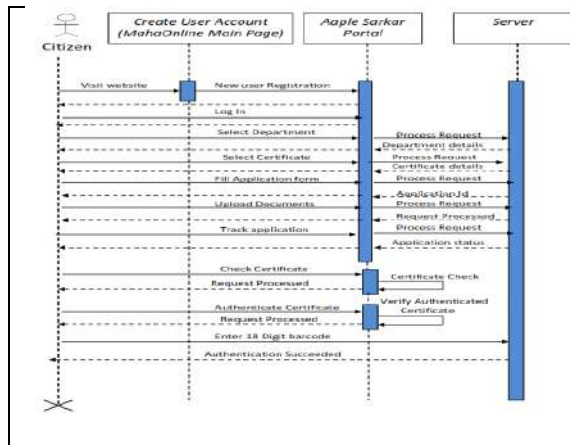 Create User Account
(MahaOnline Main Page)
Aaple Sarkar
Portal
Server
Citizen
Visit website
New user Registration
Log In
Select Department
Process Request
Department details
Select Certificate
Process Request
Certificate details
Fill Application form
Process Request
Application Id
Upload Documents
Process Request
Request Processed
Track application
Process Request
Application status
Check Certificate
Certificate Check
Request Processed
Verify Authenticated
Certificate
Authenticate Certificate
Request Processed
Enter 18 Digit barcode
Authentication Succeeded